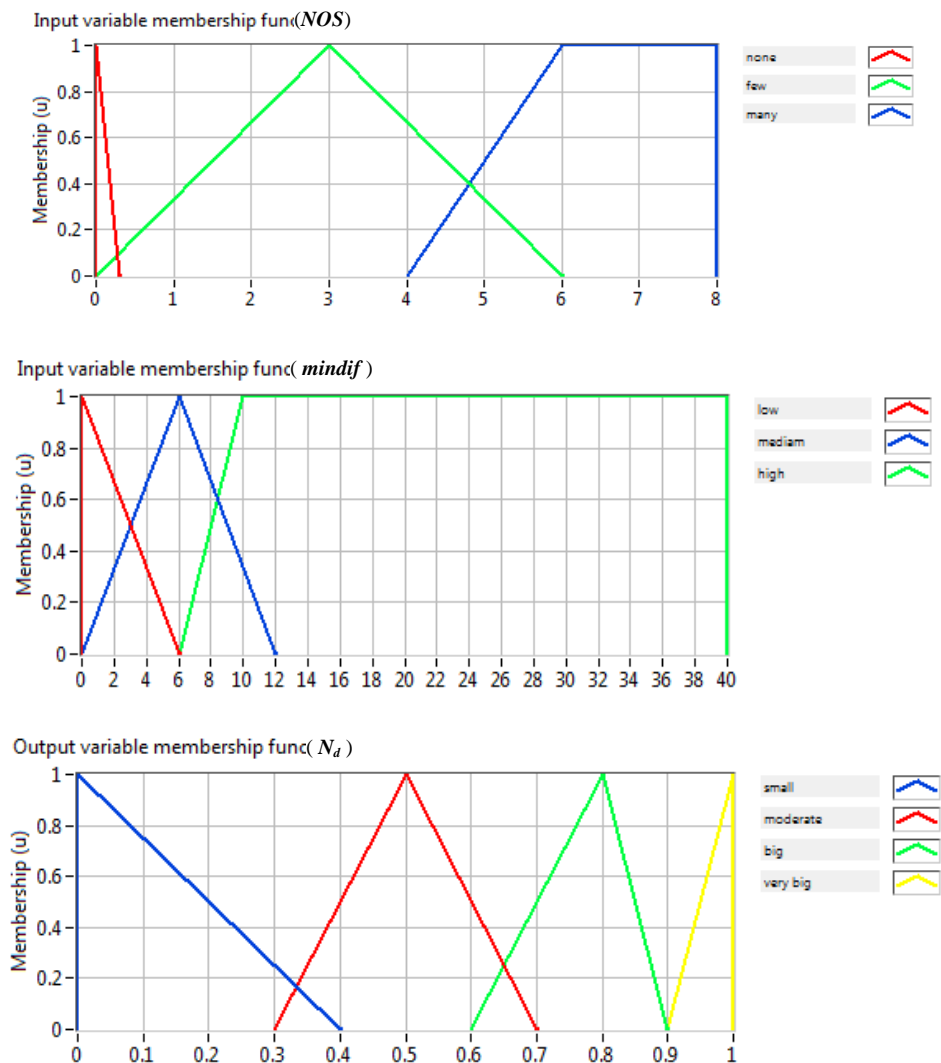 Input variable membership func(NOS)
Membership (u)
1
0.8
0.6
0.4
0.2
0
0 1 2 3 4 5 6 7 8
none
few
many
Input variable membership func( mindif )
Membership (u)
1
0.8
0.6
0.4
0.2
0
0 2 4 6 8 10 12 14 16 18 20 22 24 26 28 30 32 34 36 38 40
low
mediam
high
Output variable membership func( Nd )
Membership (u)
1
0.8
0.6
0.4
0.2
0
0 0.1 0.2 0.3 0.4 0.5 0.6 0.7 0.8 0.9 1
small
moderate
big
very big